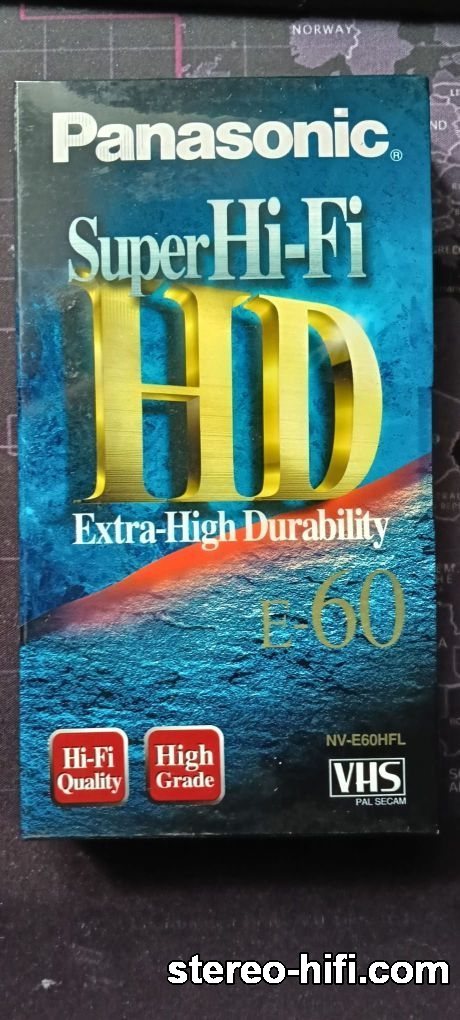 NORWAY
Panasonic®
Super Hi-Fi
HD
Extra-High Durability
E-60
Hi-Fi
Quality
High
Grade
NV-E60HFL
VHS
PAL SECAM
stereo-hifi.com